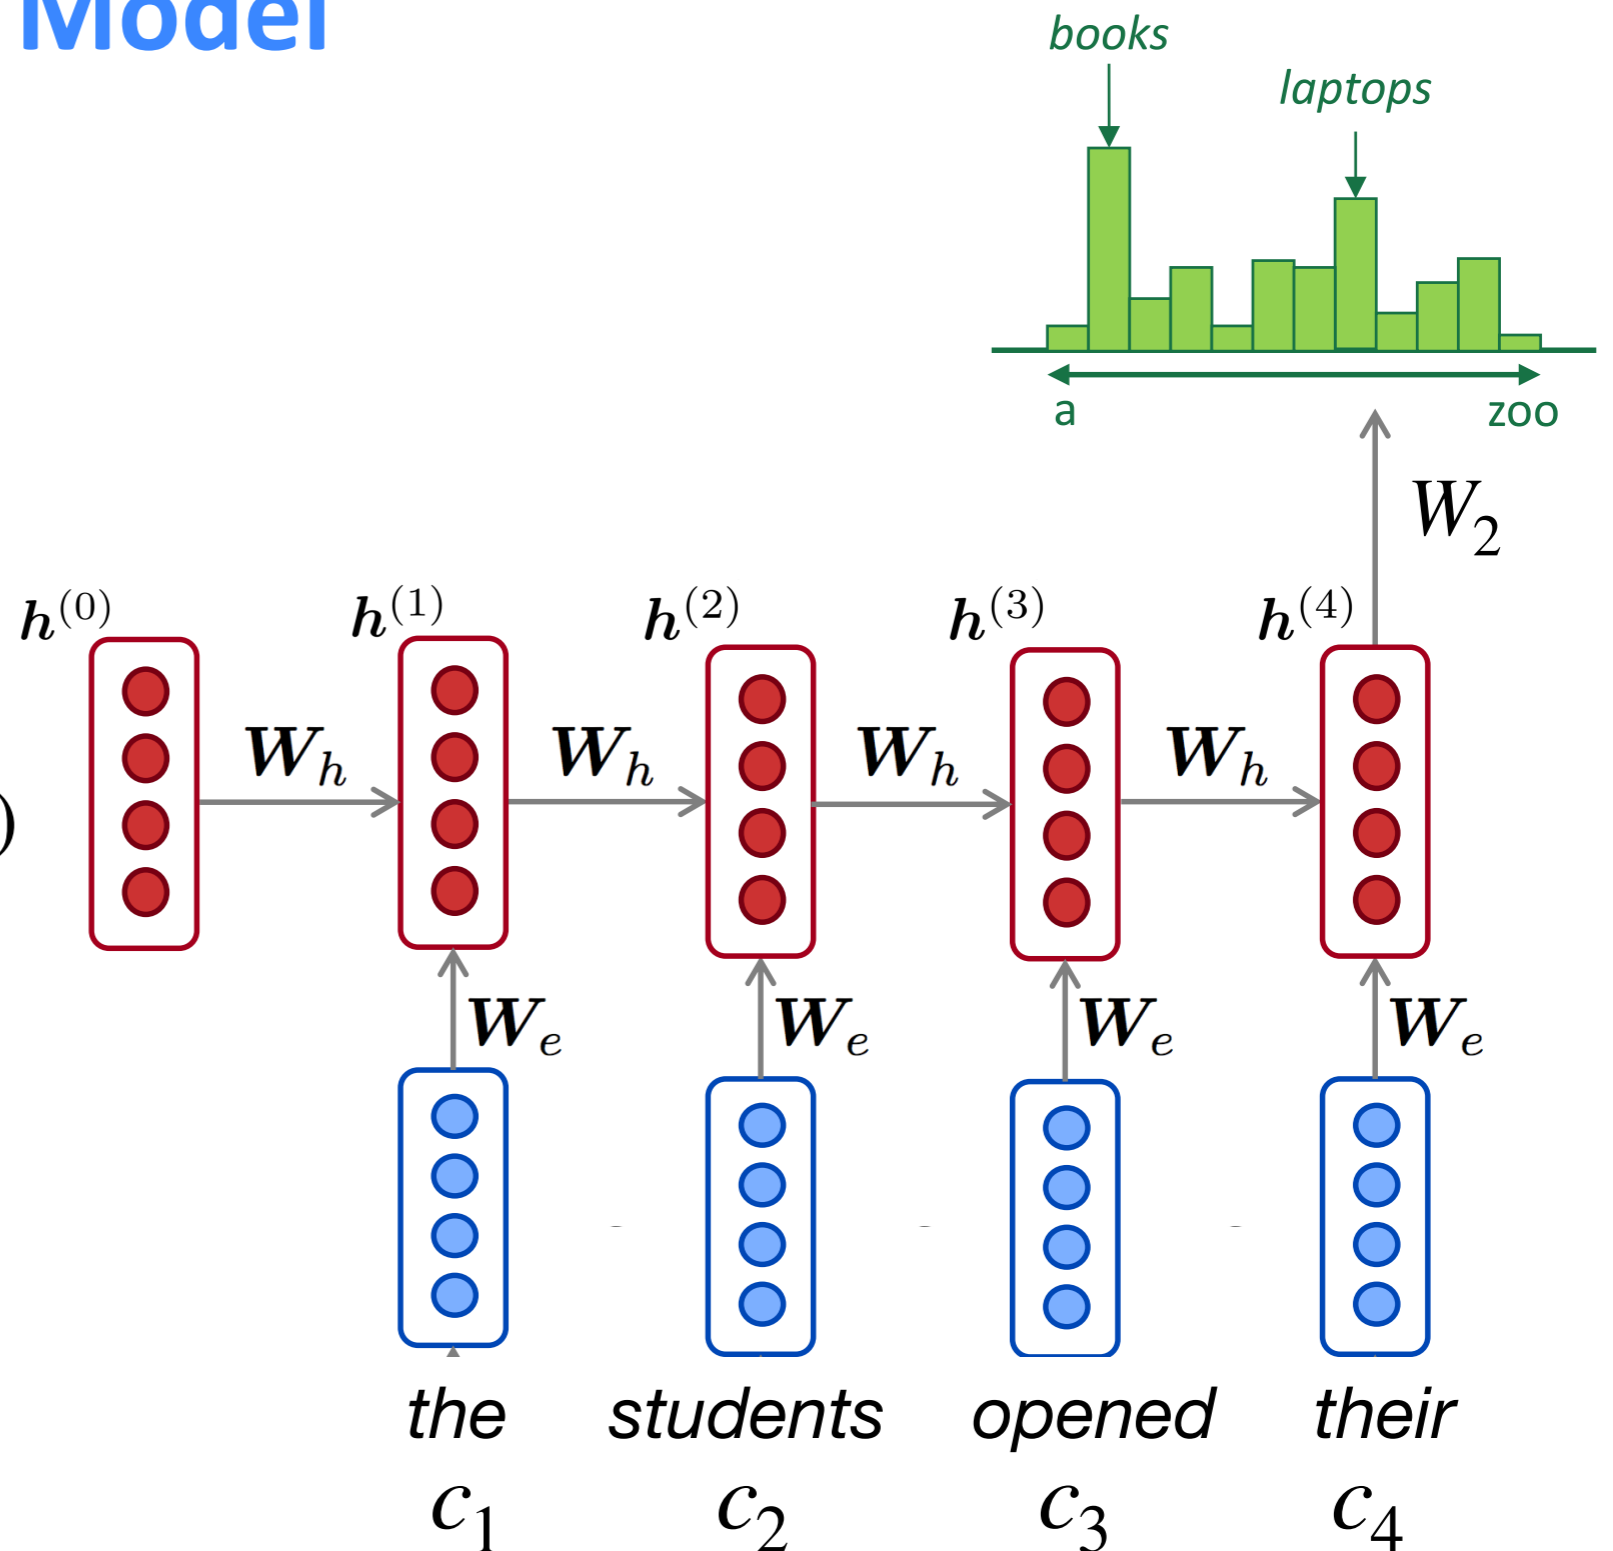 Model
books
laptops
a zoo
W₂
h⁽⁰⁾ h⁽¹⁾ h⁽²⁾ h⁽³⁾ h⁽⁴⁾
Wₕ Wₕ Wₕ Wₕ
)
Wₑ Wₑ Wₑ Wₑ
the students opened their
c₁ c₂ c₃ c₄